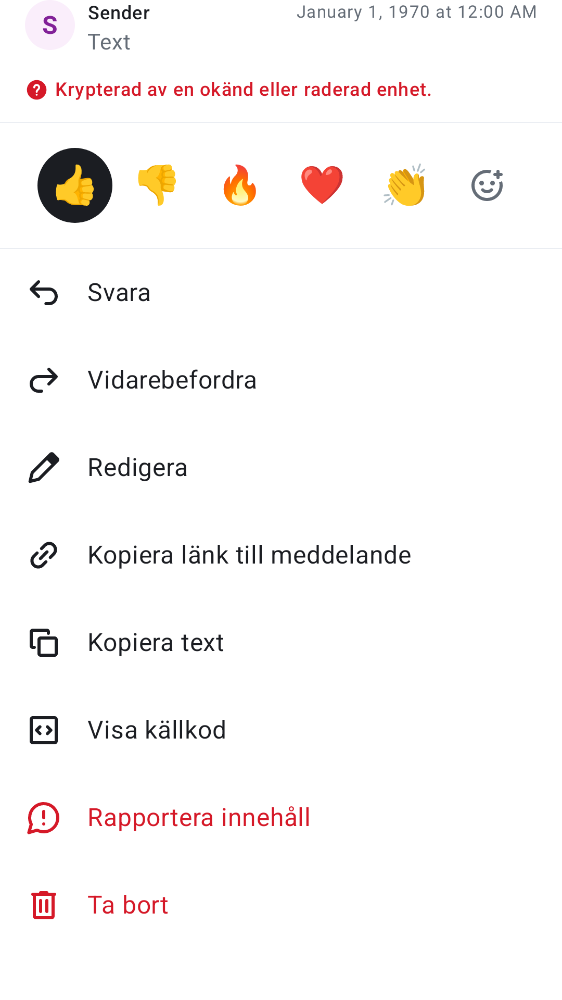 S
Sender
January 1, 1970 at 12:00 AM
Text
Krypterad av en okänd eller raderad enhet.
Svara
Vidarebefordra
Redigera
Kopiera länk till meddelande
Kopiera text
Visa källkod
Rapportera innehåll
Ta bort